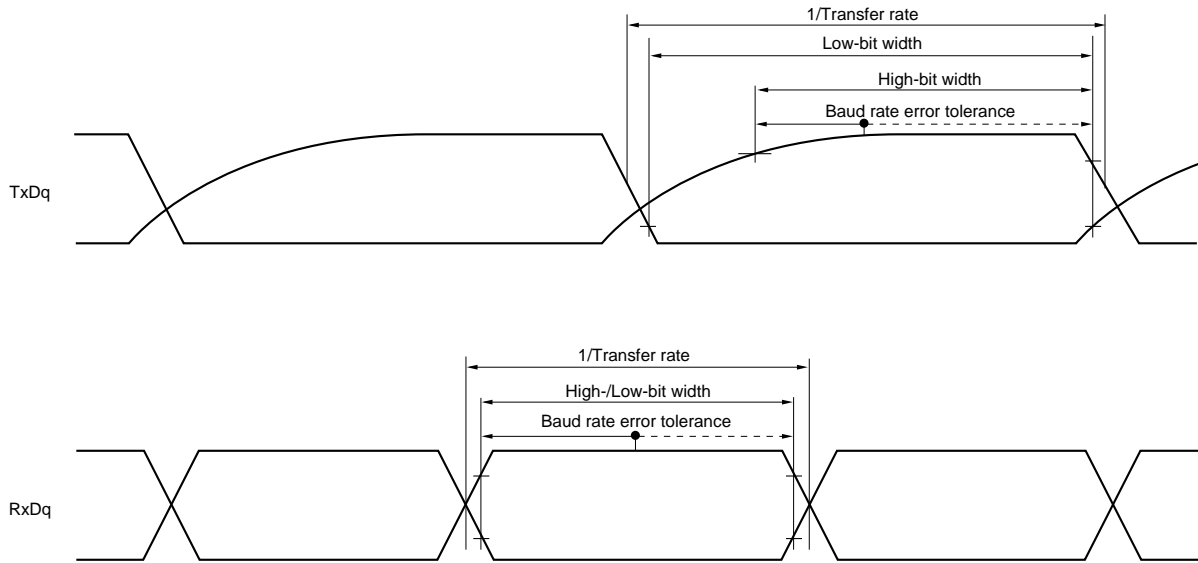 1/Transfer rate
Low-bit width
High-bit width
Baud rate error tolerance
TxDq
1/Transfer rate
High-/Low-bit width
Baud rate error tolerance
RxDq